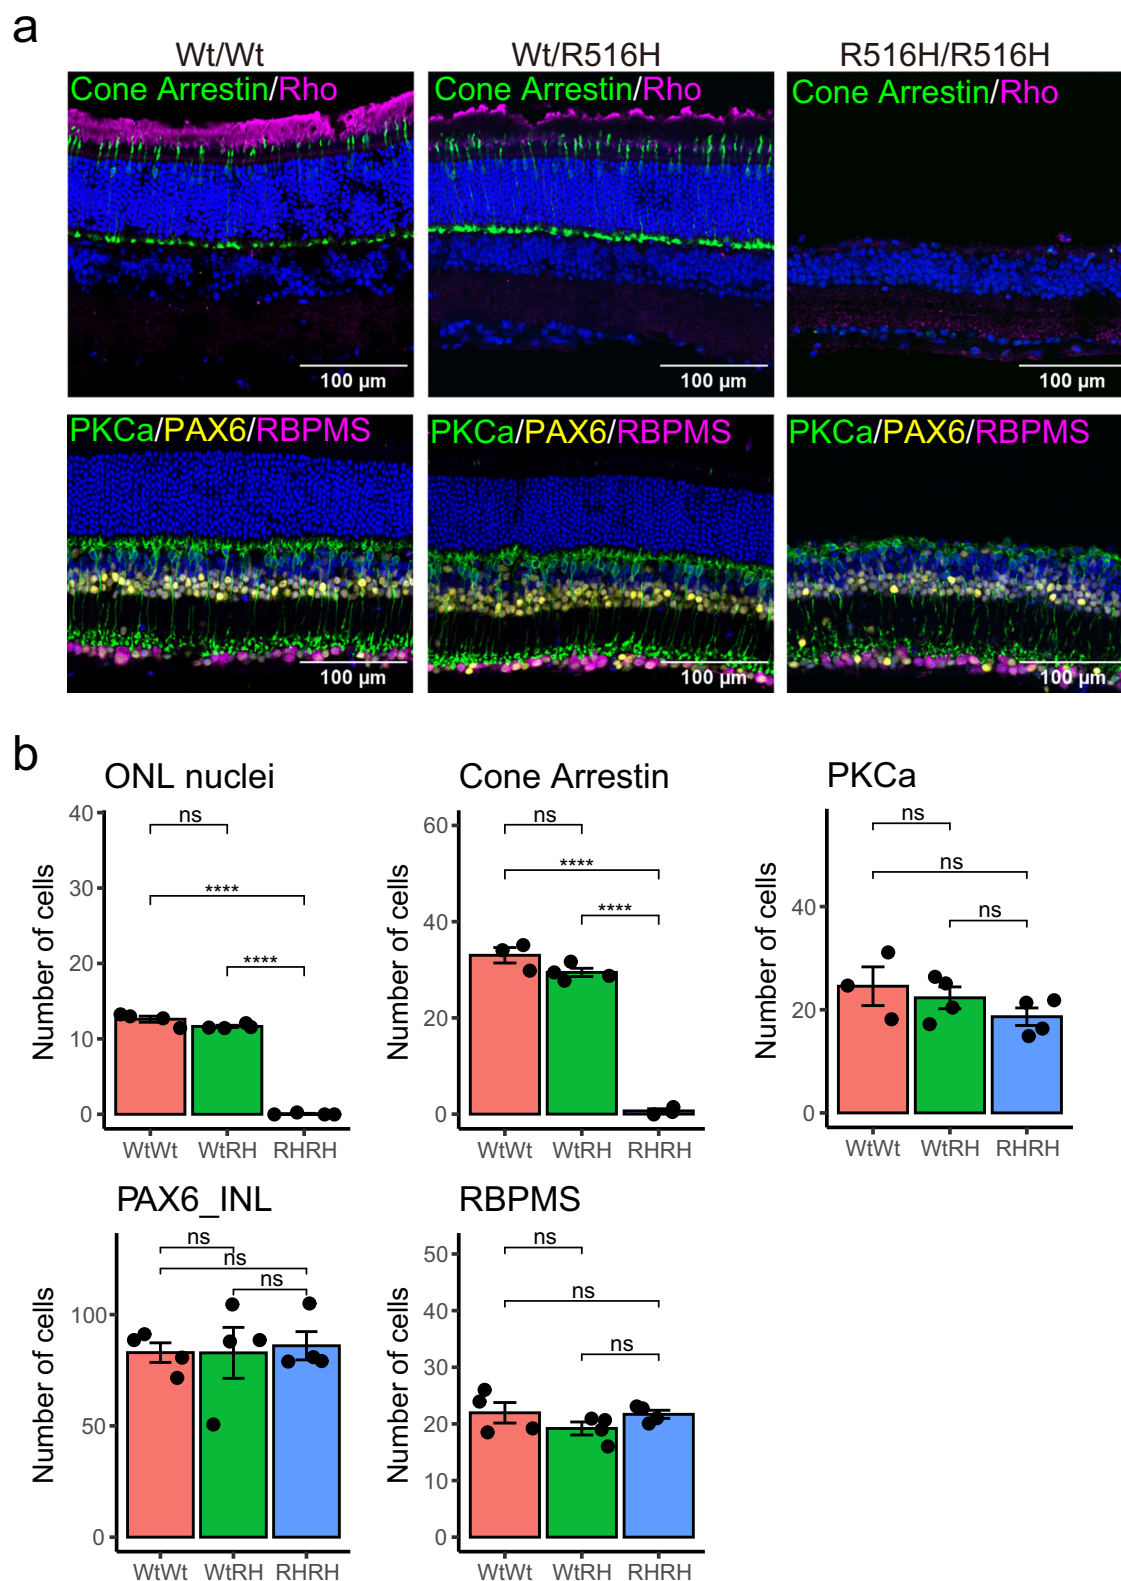 a
Wt/Wt
Wt/R516H
R516H/R516H
Cone Arrestin/Rho
Cone Arrestin/Rho
Cone Arrestin/Rho
100 µm
100 µm
100 µm
PKCa/PAX6/RBPMS
PKCa/PAX6/RBPMS
PKCa/PAX6/RBPMS
100 µm
100 µm
100 µm
b
ONL nuclei
Number of cells
40
30
20
10
0
ns
****
****
WtWt WtRH RHRH
Cone Arrestin
Number of cells
60
40
20
0
ns
****
****
WtWt WtRH RHRH
PKCa
Number of cells
40
20
0
ns
ns
ns
WtWt WtRH RHRH
PAX6_INL
Number of cells
100
50
0
ns
ns
ns
WtWt WtRH RHRH
RBPMS
Number of cells
50
40
30
20
10
0
ns
ns
ns
WtWt WtRH RHRH